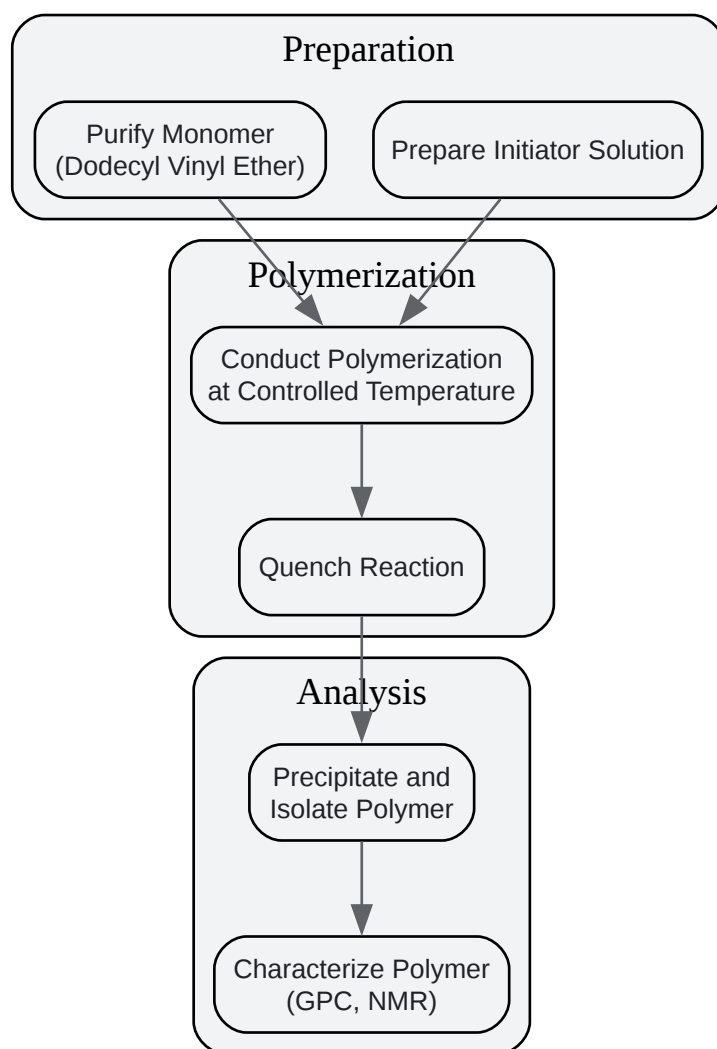 Preparation
Purify Monomer
(Dodecyl Vinyl Ether)
Prepare Initiator Solution
Polymerization
Conduct Polymerization
at Controlled Temperature
Quench Reaction
Analysis
Precipitate and
Isolate Polymer
Characterize Polymer
(GPC, NMR)